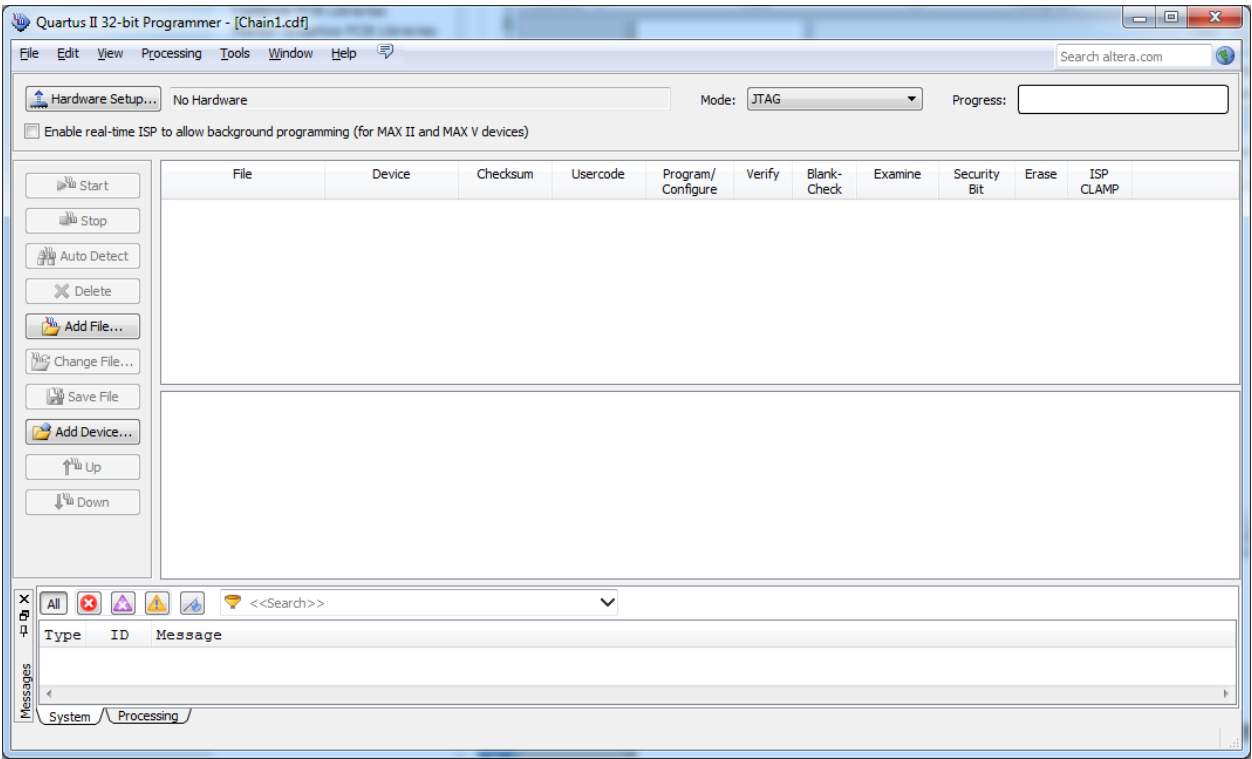 Quartus II 32-bit Programmer - [Chain1.cdf]
File Edit View Processing Tools Window Help
Search altera.com
Hardware Setup... No Hardware Mode: JTAG Progress:
Enable real-time ISP to allow background programming (for MAX II and MAX V devices)
File Device Checksum Usercode Program/ Configure Verify Blank- Check Examine Security Bit Erase ISP CLAMP
Start
Stop
Auto Detect
Delete
Add File...
Change File...
Save File
Add Device...
Up
Down
All <<Search>>
Type ID Message
Messages
System Processing